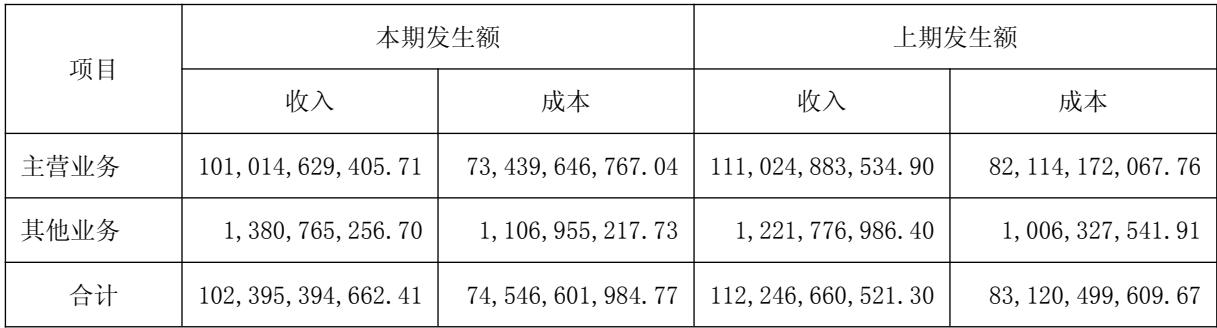 项目 本期发生额 上期发生额
收入 成本 收入 成本
主营业务 101,014,629,405.71 73,439,646,767.04 111,024,883,534.90 82,114,172,067.76
其他业务 1,380,765,256.70 1,106,955,217.73 1,221,776,986.40 1,006,327,541.91
合计 102,395,394,662.41 74,546,601,984.77 112,246,660,521.30 83,120,499,609.67